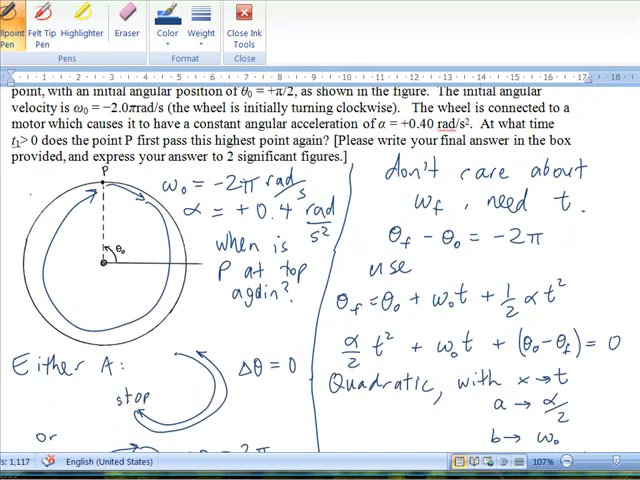 Ballpoint
Pen
Felt Tip
Pen
Highlighter
Eraser
Color
Weight
Close Ink
Tools
Pens
Format
Close
point, with an initial angular position of θ₀ = +π/2, as shown in the figure. The initial angular
velocity is ω₀ = −2.0πrad/s (the wheel is initially turning clockwise). The wheel is connected to a
motor which causes it to have a constant angular acceleration of α = +0.40 rad/s². At what time
t₁> 0 does the point P first pass this highest point again? [Please write your final answer in the box
provided, and express your answer to 2 significant figures.]
P
θ₀
ω₀ = −2π rad/s
α = +0.4 rad/s²
when is
P at top
again?
Either A:
stop
Δθ = 0
or
don't care about
ωf, need t.
θf − θ₀ = −2π
use
θf = θ₀ + ω₀t + 1/2 αt²
α/2 t² + ω₀t + (θ₀ − θf) = 0
Quadratic, with x → t
a → α/2
b → ω₀
1,117
English (United States)
107%